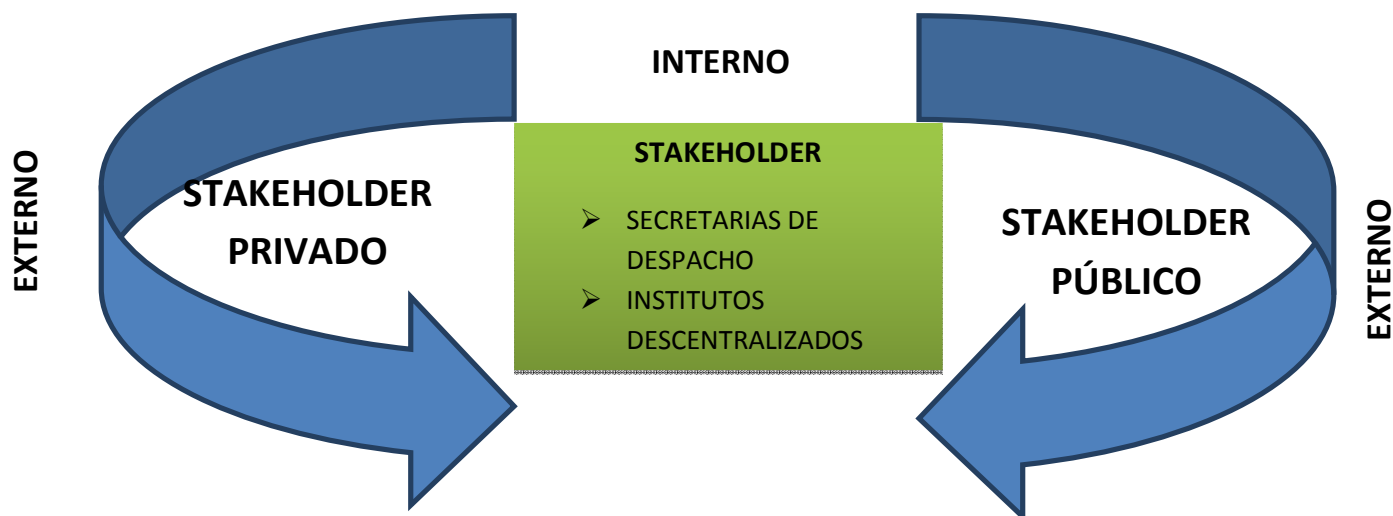 INTERNO
EXTERNO
STAKEHOLDER
PRIVADO
STAKEHOLDER
➢ SECRETARIAS DE
DESPACHO
➢ INSTITUTOS
DESCENTRALIZADOS
STAKEHOLDER
PÚBLICO
EXTERNO